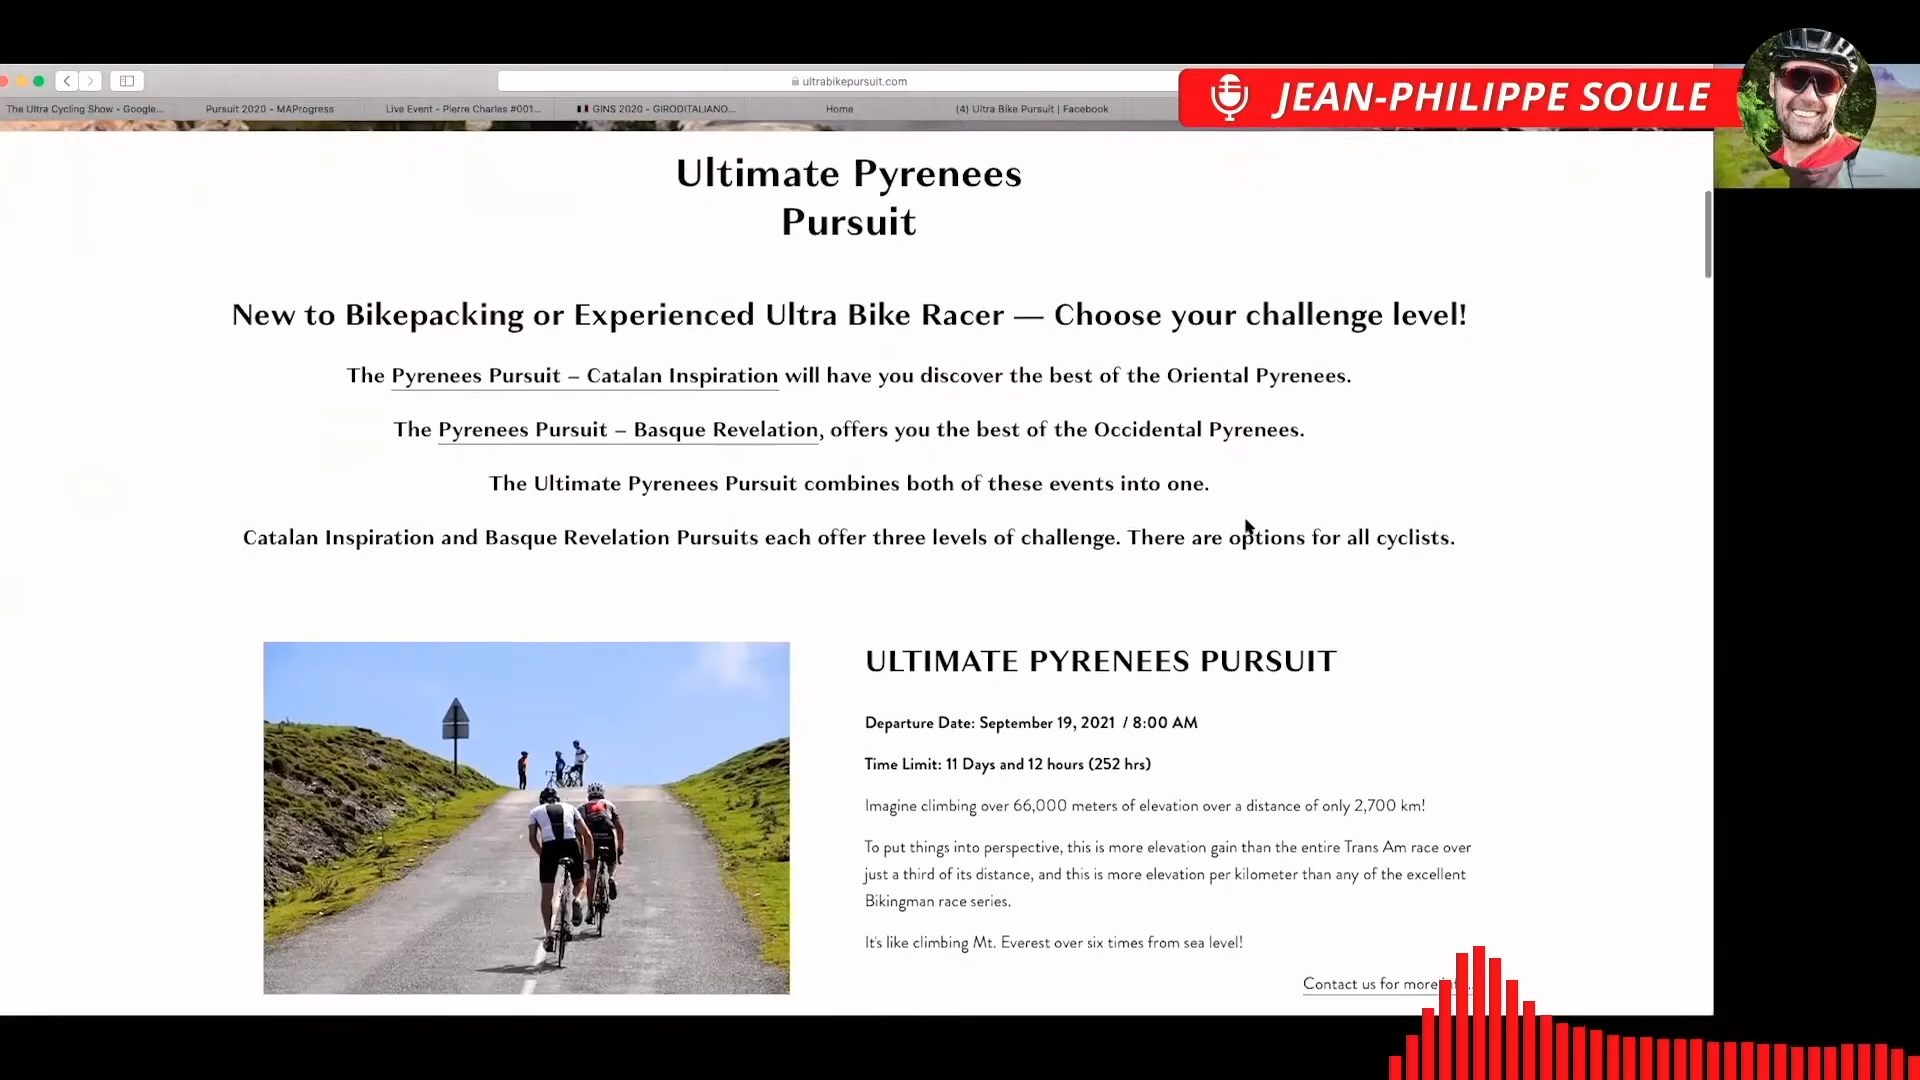 ultrabikepursuit.com
The Ultra Cycling Show - Google...
Pursuit 2020 - MAProgress
Live Event - Pierre Charles #001...
GINS 2020 - GIRODITALIANO...
Home
(4) Ultra Bike Pursuit | Facebook
JEAN-PHILIPPE SOULE
Ultimate Pyrenees
Pursuit
New to Bikepacking or Experienced Ultra Bike Racer — Choose your challenge level!
The Pyrenees Pursuit – Catalan Inspiration will have you discover the best of the Oriental Pyrenees.
The Pyrenees Pursuit – Basque Revelation, offers you the best of the Occidental Pyrenees.
The Ultimate Pyrenees Pursuit combines both of these events into one.
Catalan Inspiration and Basque Revelation Pursuits each offer three levels of challenge. There are options for all cyclists.
ULTIMATE PYRENEES PURSUIT
Departure Date: September 19, 2021 / 8:00 AM
Time Limit: 11 Days and 12 hours (252 hrs)
Imagine climbing over 66,000 meters of elevation over a distance of only 2,700 km!
To put things into perspective, this is more elevation gain than the entire Trans Am race over
just a third of its distance, and this is more elevation per kilometer than any of the excellent
Bikingman race series.
It's like climbing Mt. Everest over six times from sea level!
Contact us for more